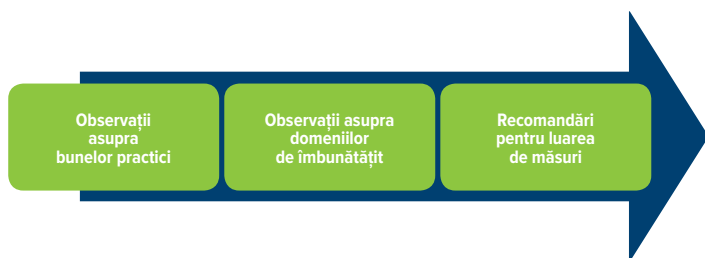 Observații
asupra
bunelor practici
Observații asupra
domeniilor
de îmbunătățit
Recomandări
pentru luarea
de măsuri